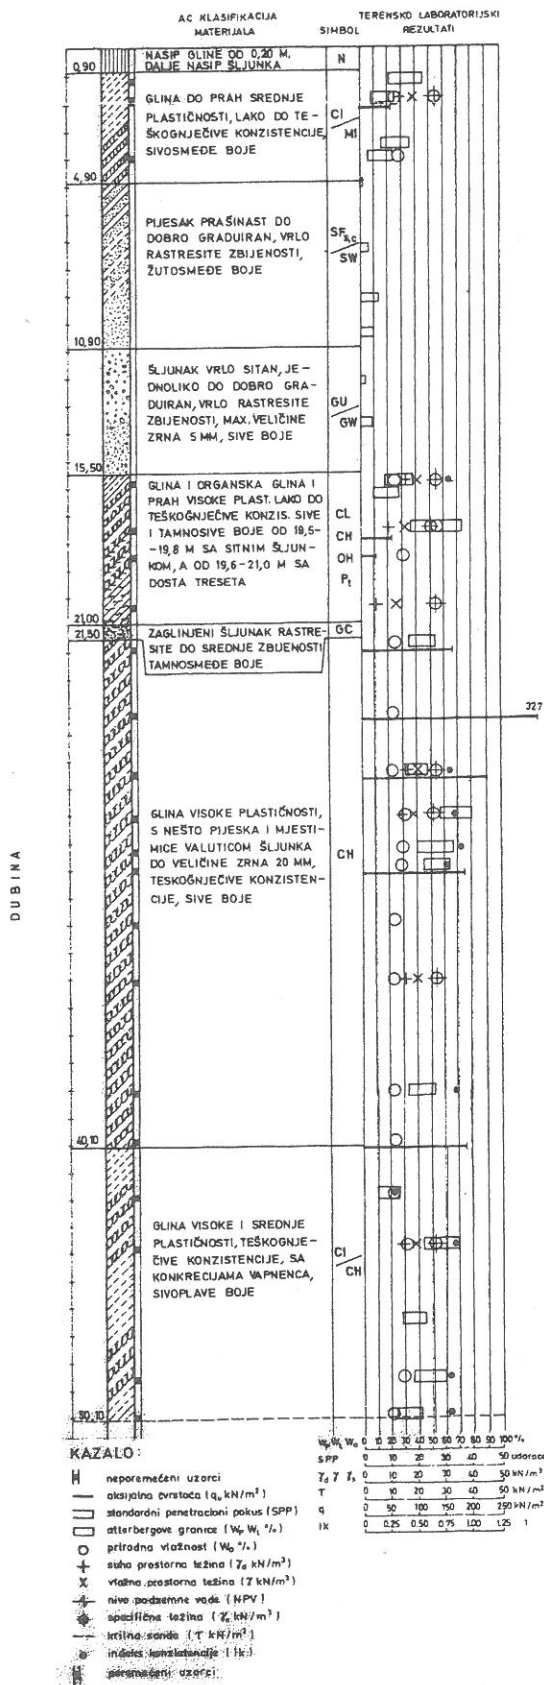 AC KLASIFIKACIJA
MATERIJALA
SIMBOL
TERENSKO LABORATORIJSKI
REZULTATI
NASIP GLINE OD 0,20 M,
DALJE NASIP ŠLJUNKA
N
0,90
GLINA DO PRAH SREDNJE
PLASTIČNOSTI, LAKO DO TE-
ŠKOGNJEČIVE KONZISTENCIJE,
SIVOSMEĐE BOJE
CI
MI
4,90
PIJESAK PRAŠINAST DO
DOBRO GRADUIRAN, VRLO
RASTRESITE ZBIJENOSTI,
ŽUTOSMEĐE BOJE
SFs,c
SW
10,90
ŠLJUNAK VRLO SITAN, JE-
DNOLIKO DO DOBRO GRA-
DUIRAN, VRLO RASTRESITE
ZBIJENOSTI, MAX. VELIČINE
ZRNA 5 MM, SIVE BOJE
GU
GW
15,50
GLINA I ORGANSKA GLINA I
PRAH VISOKE PLAST. LAKO DO
TEŠKOGNJEČIVE KONZIS. SIVE
I TAMNOSIVE BOJE OD 19,5-
-19,8 M SA SITNIM ŠLJUN-
KOM, A OD 19,6-21,0 M SA
DOSTA TRESETA
CL
CH
OH
Pt
21,00
21,50
ZAGLINJENI ŠLJUNAK RASTRE-
SITE DO SREDNJE ZBIJENOSTI
TAMNOSMEĐE BOJE
GC
327
GLINA VISOKE PLASTIČNOSTI,
S NEŠTO PIJESKA I MJESTI-
MICE VALUTICOM ŠLJUNKA
DO VELIČINE ZRNA 20 MM,
TESKOGNJEČIVE KONZISTEN-
CIJE, SIVE BOJE
CH
DUBINA
40,10
GLINA VISOKE I SREDNJE
PLASTIČNOSTI, TEŠKOGNJE-
ČIVE KONZISTENCIJE, SA
KONKRECIJAMA VAPNENCA,
SIVOPLAVE BOJE
CI
CH
50,10
KAZALO:
neporemećeni uzorci
aksijalna čvrstoća (qu kN/m²)
standardni penetracioni pokus (SPP)
atterbergove granice (Wp WL %)
prirodna vlažnost (W₀ %)
suha prostorna težina (γd kN/m³)
vlažna prostorna težina (γ kN/m³)
nivo podzemne vode (NPV)
specifična težina (γs kN/m³)
krilna sonda (τ kN/m²)
indeks konzistencije (Ik)
poremećeni uzorci
Wp WL W₀ 0 10 20 30 40 50 60 70 80 90 100 %
SPP 0 10 20 30 40 50 udaraca
γd γ γs 0 10 20 30 40 50 kN/m³
τ 0 10 20 30 40 50 kN/m²
q 0 50 100 150 200 250 kN/m²
Ik 0 0.25 0.50 0.75 1.00 1.25 1